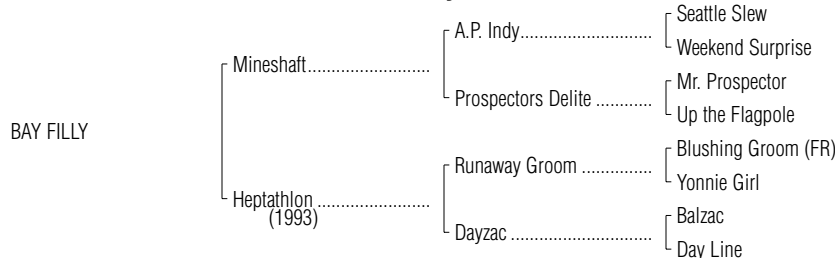 Seattle Slew
A.P. Indy..............................
Weekend Surprise
Mineshaft..........................
Mr. Prospector
Prospectors Delite ............
Up the Flagpole
BAY FILLY
Blushing Groom (FR)
Runaway Groom ...............
Yonnie Girl
Heptathlon ........................
(1993)
Balzac
Dayzac ..............................
Day Line